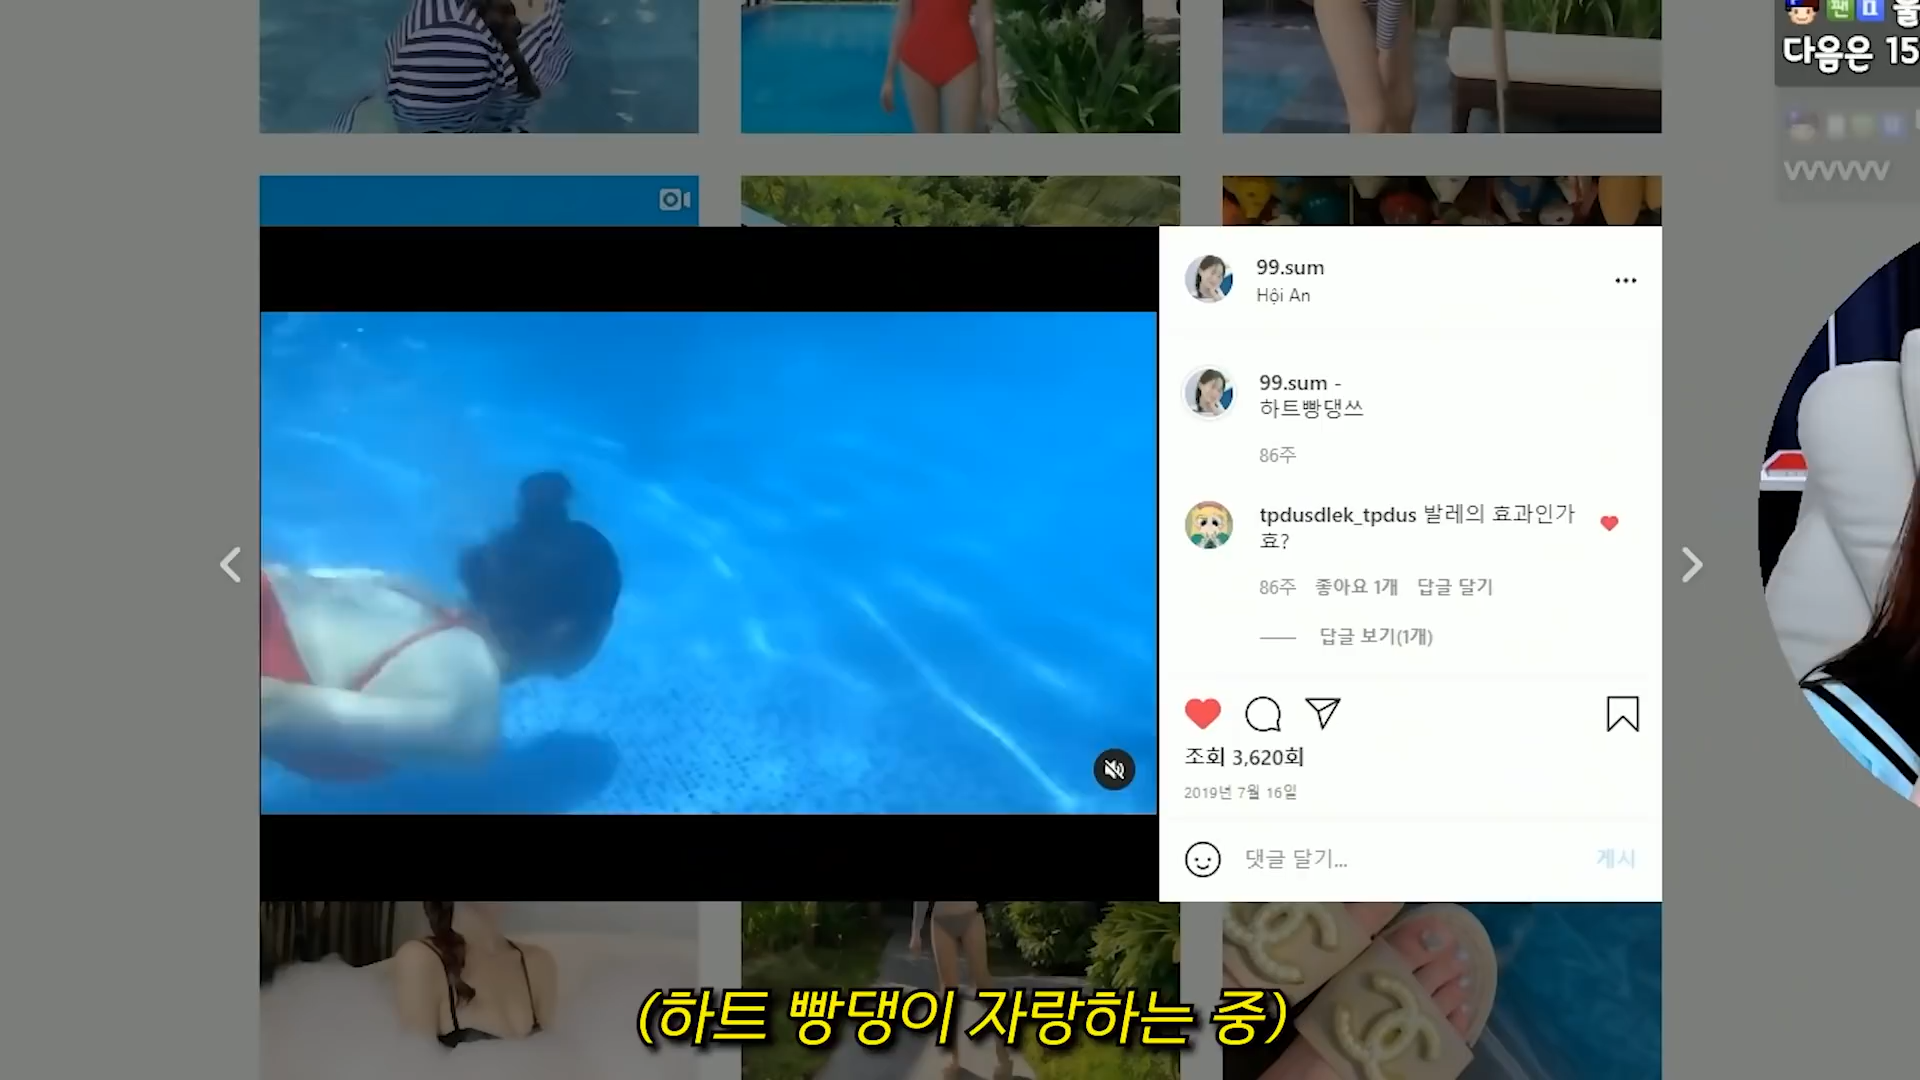 다음은 15
vvvvvv
99.sum
Hội An
99.sum -
하트빵댕쓰
86주
tpdusdlek_tpdus 발레의 효과인가
효?
86주 좋아요 1개 답글 달기
답글 보기(1개)
조회 3,620회
2019년 7월 16일
댓글 달기...
게시
(하트 빵댕이 자랑하는 중)